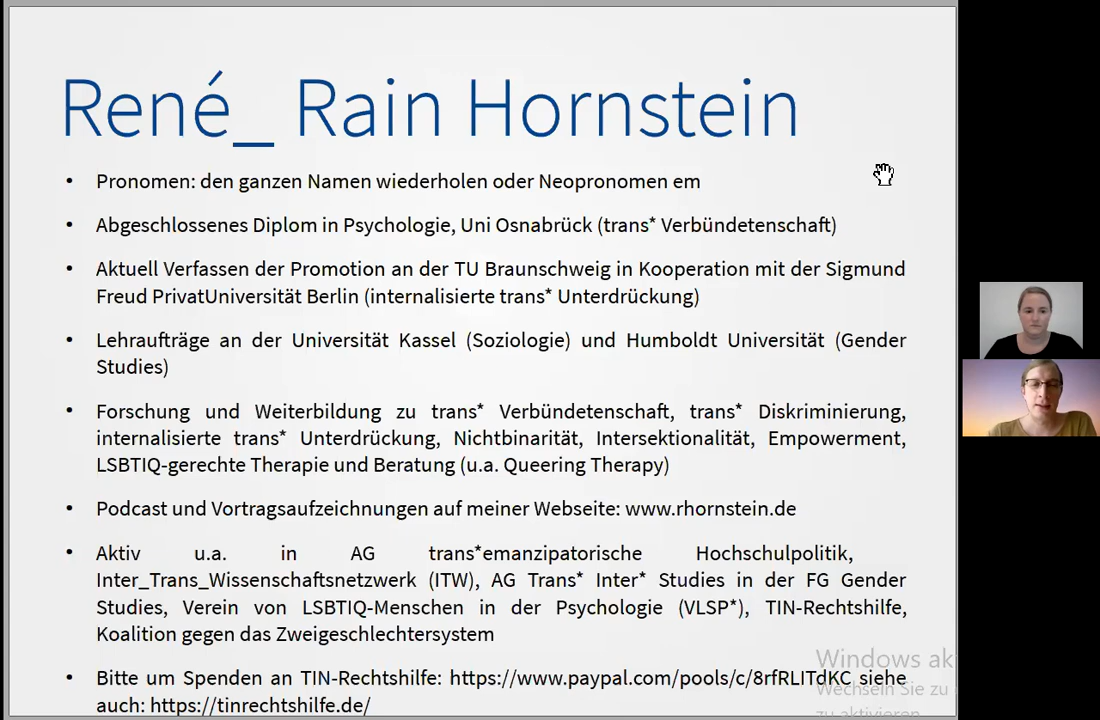 René_ Rain Hornstein
• Pronomen: den ganzen Namen wiederholen oder Neopronomen em
• Abgeschlossenes Diplom in Psychologie, Uni Osnabrück (trans* Verbündetenschaft)
• Aktuell Verfassen der Promotion an der TU Braunschweig in Kooperation mit der Sigmund
Freud PrivatUniversität Berlin (internalisierte trans* Unterdrückung)
• Lehraufträge an der Universität Kassel (Soziologie) und Humboldt Universität (Gender
Studies)
• Forschung und Weiterbildung zu trans* Verbündetenschaft, trans* Diskriminierung,
internalisierte trans* Unterdrückung, Nichtbinarität, Intersektionalität, Empowerment,
LSBTIQ-gerechte Therapie und Beratung (u.a. Queering Therapy)
• Podcast und Vortragsaufzeichnungen auf meiner Webseite: www.rhornstein.de
• Aktiv u.a. in AG trans*emanzipatorische Hochschulpolitik,
Inter_Trans_Wissenschaftsnetzwerk (ITW), AG Trans* Inter* Studies in der FG Gender
Studies, Verein von LSBTIQ-Menschen in der Psychologie (VLSP*), TIN-Rechtshilfe,
Koalition gegen das Zweigeschlechtersystem
• Bitte um Spenden an TIN-Rechtshilfe: https://www.paypal.com/pools/c/8rfRLITdKC siehe
auch: https://tinrechtshilfe.de/
Windows ak
Wechseln Sie zu
zu aktivieren